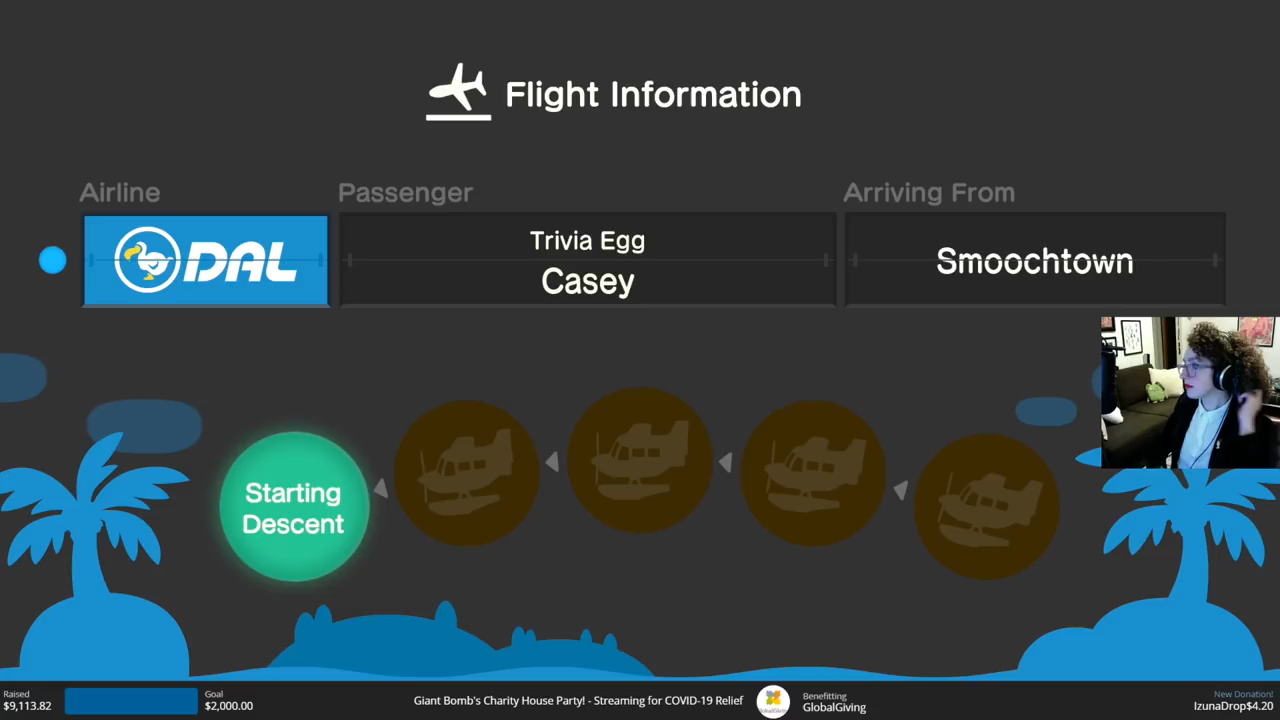 Flight Information
Airline
Passenger
Arriving From
DAL
Trivia Egg
Casey
Smoochtown
Starting
Descent
Raised
$9,113.82
Goal
$2,000.00
Giant Bomb's Charity House Party! - Streaming for COVID-19 Relief
GlobalGiving
Benefitting
GlobalGiving
New Donation!
IzunaDrop$4.20